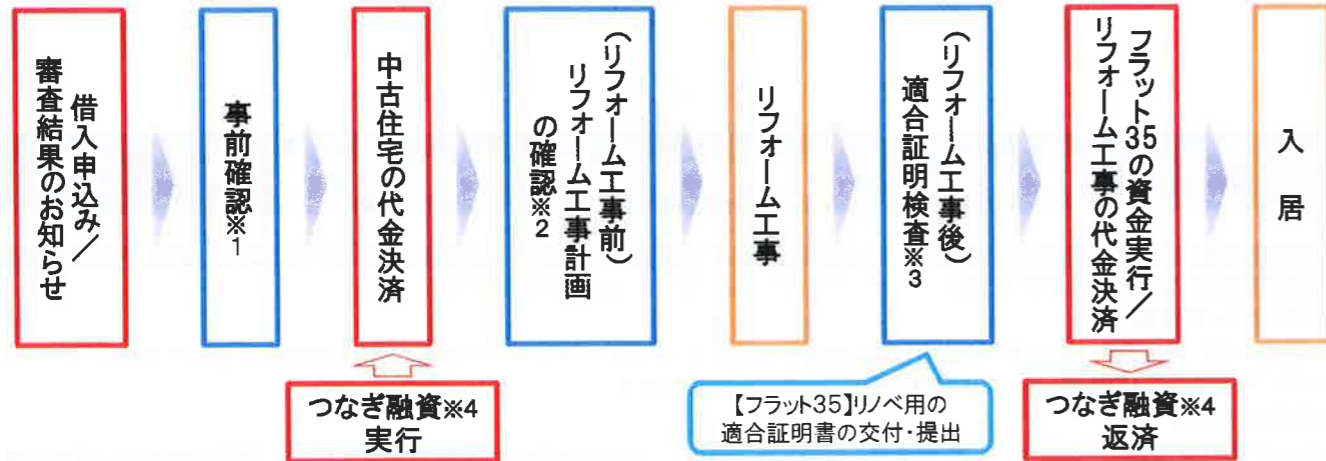 借入申込み／
審査結果のお知らせ
事前確認※1
中古住宅の代金決済
（リフォーム工事前）
リフォーム工事計画
の確認※2
リフォーム工事
（リフォーム工事後）
適合証明検査※3
フラット35の資金実行／
リフォーム工事の代金決済
入居
つなぎ融資※4
実行
【フラット35】リノベ用の
適合証明書の交付・提出
つなぎ融資※4
返済